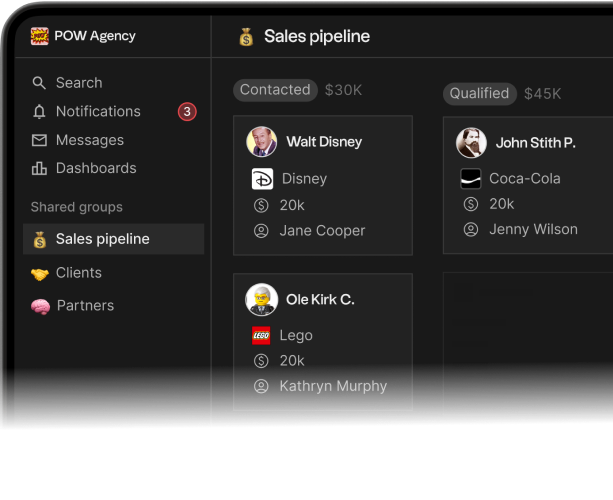 POW Agency
Search
Notifications 3
Messages
Dashboards
Shared groups
Sales pipeline
Clients
Partners
Sales pipeline
Contacted $30K
Walt Disney
Disney
20k
Jane Cooper
Ole Kirk C.
LEGO
Lego
20k
Kathryn Murphy
Qualified $45K
John Stith P.
Coca-Cola
20k
Jenny Wilson